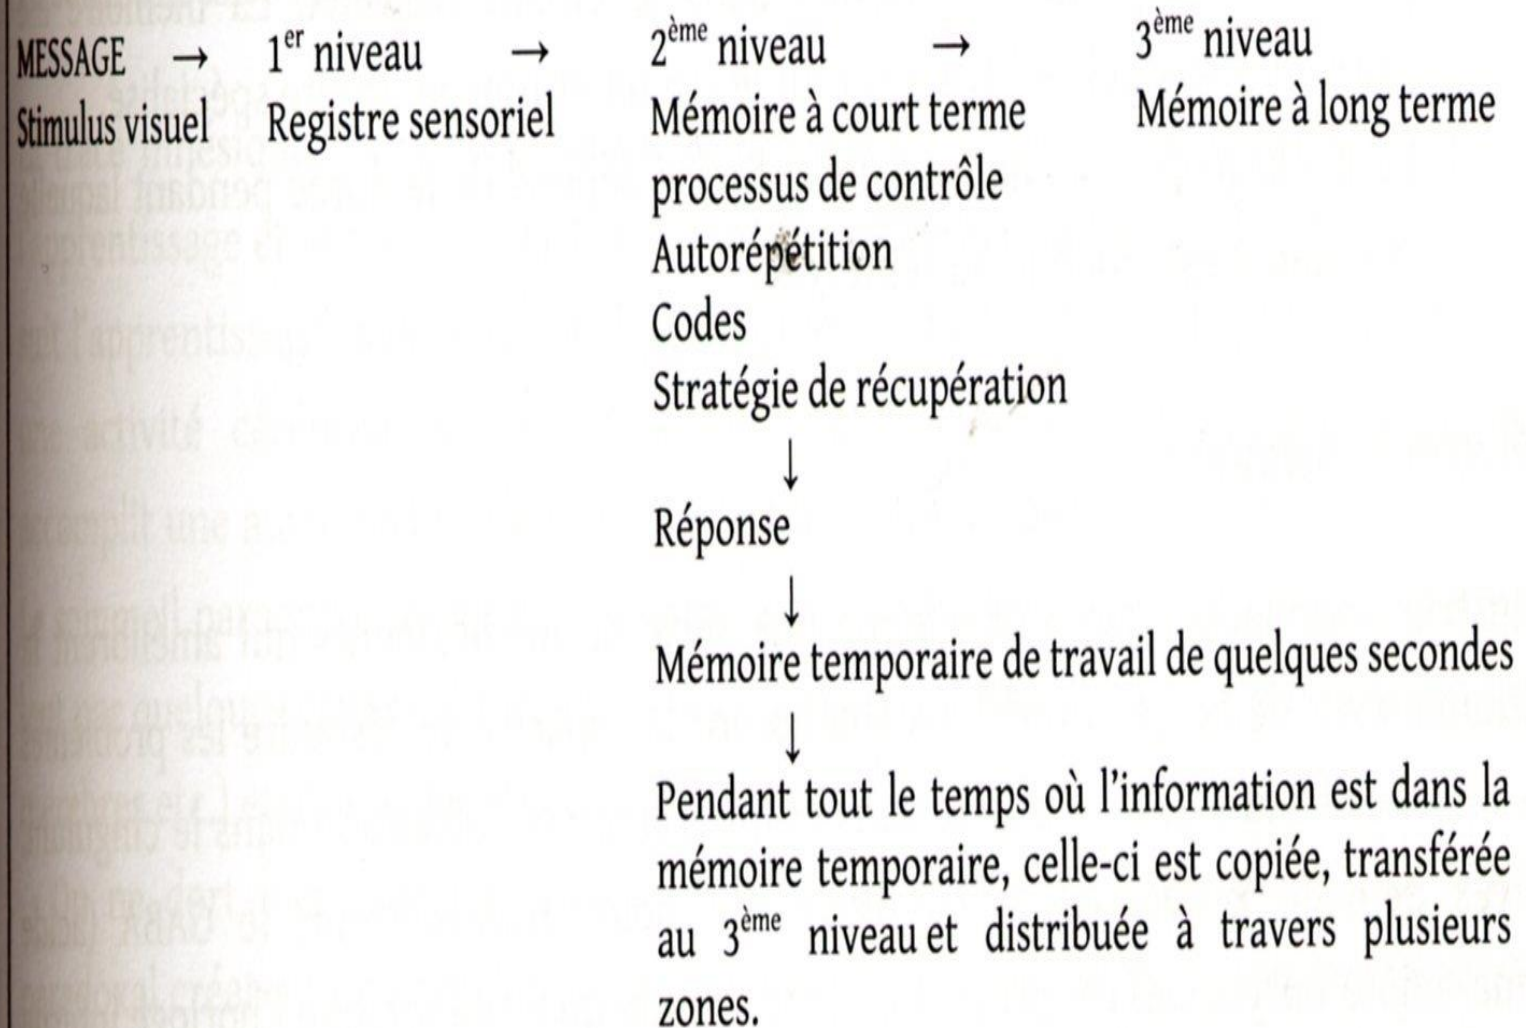 MESSAGE → 1er niveau → 2ème niveau → 3ème niveau
Stimulus visuel Registre sensoriel Mémoire à court terme Mémoire à long terme
processus de contrôle
Autorépétition
Codes
Stratégie de récupération
↓
Réponse
↓
Mémoire temporaire de travail de quelques secondes
↓
Pendant tout le temps où l'information est dans la
mémoire temporaire, celle-ci est copiée, transférée
au 3ème niveau et distribuée à travers plusieurs
zones.